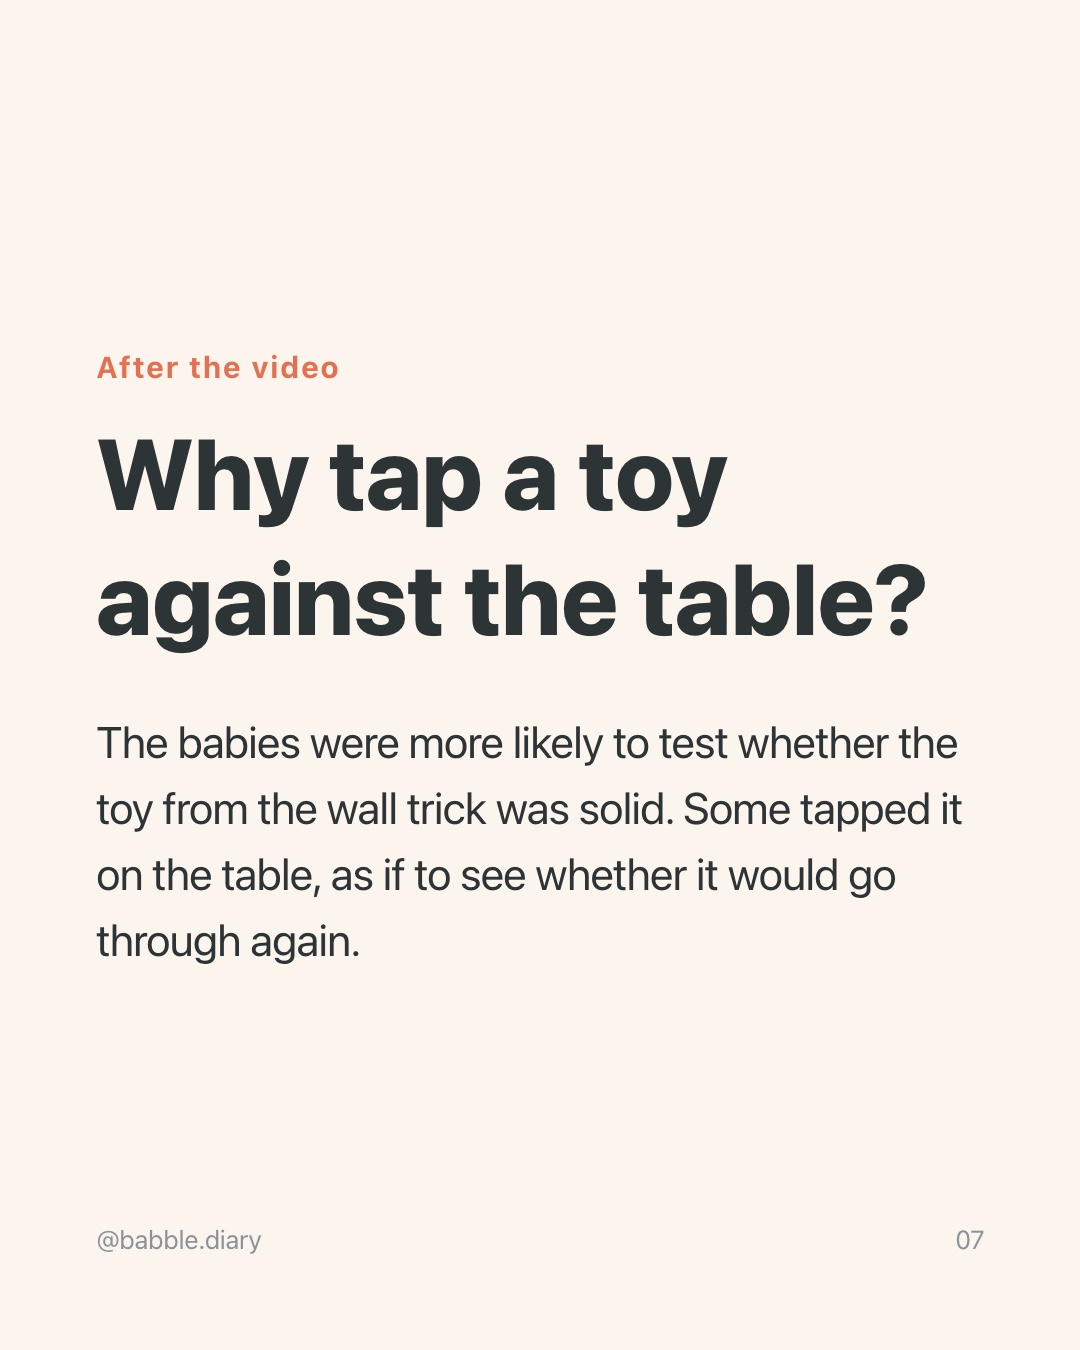 After the video
Why tap a toy
against the table?
The babies were more likely to test whether the
toy from the wall trick was solid. Some tapped it
on the table, as if to see whether it would go
through again.
@babble.diary
07